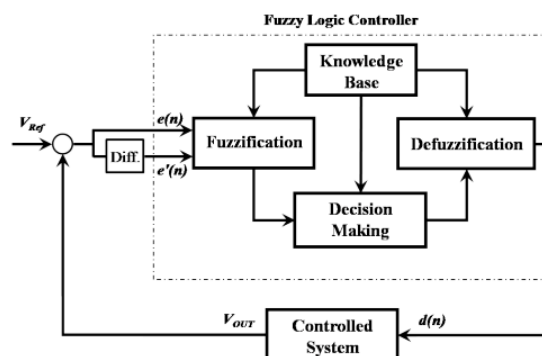 Fuzzy Logic Controller
Knowledge
Base
V_Ref
e(n)
Fuzzification
Defuzzification
Diff.
e'(n)
Decision
Making
V_OUT
Controlled
System
d(n)